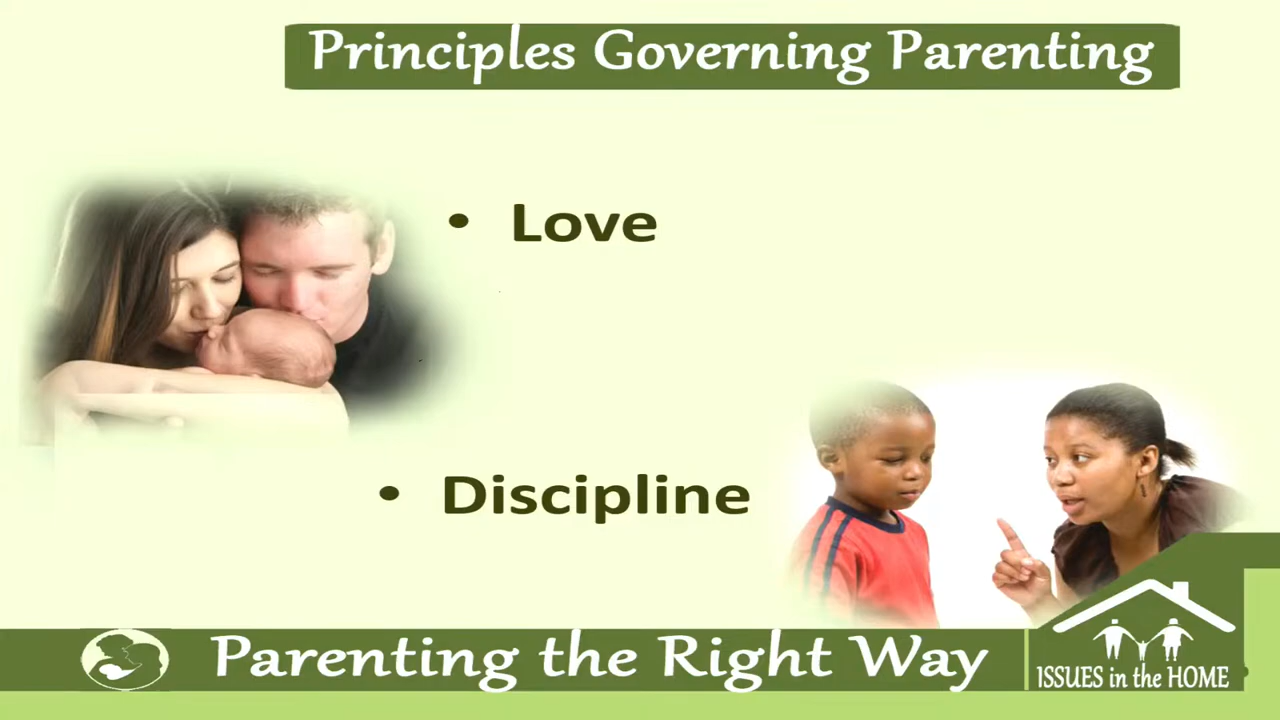 Principles Governing Parenting
• Love
• Discipline
Parenting the Right Way
ISSUES in the HOME